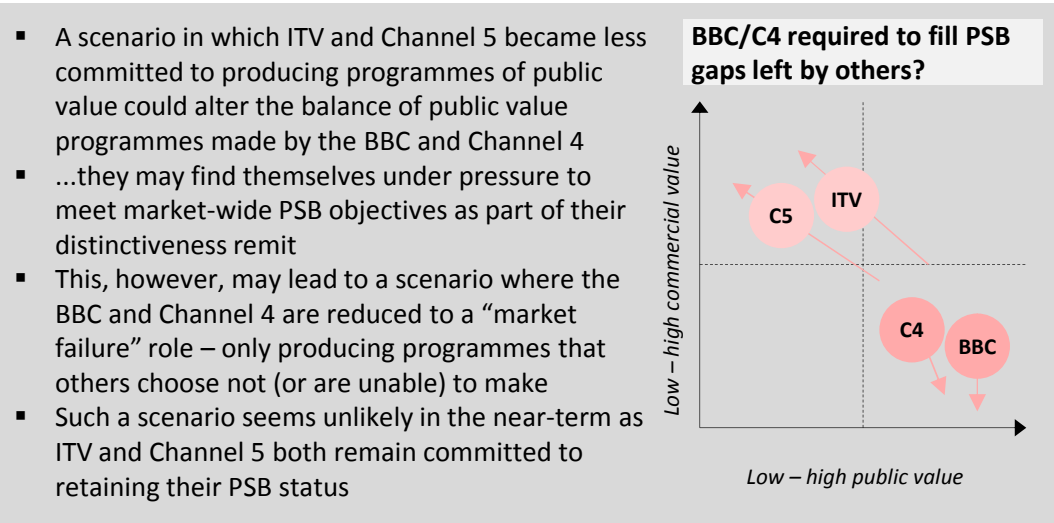 ▪ A scenario in which ITV and Channel 5 became less
committed to producing programmes of public
value could alter the balance of public value
programmes made by the BBC and Channel 4
▪ ...they may find themselves under pressure to
meet market-wide PSB objectives as part of their
distinctiveness remit
▪ This, however, may lead to a scenario where the
BBC and Channel 4 are reduced to a “market
failure” role – only producing programmes that
others choose not (or are unable) to make
▪ Such a scenario seems unlikely in the near-term as
ITV and Channel 5 both remain committed to
retaining their PSB status
BBC/C4 required to fill PSB
gaps left by others?
Low – high commercial value
C5
ITV
C4
BBC
Low – high public value